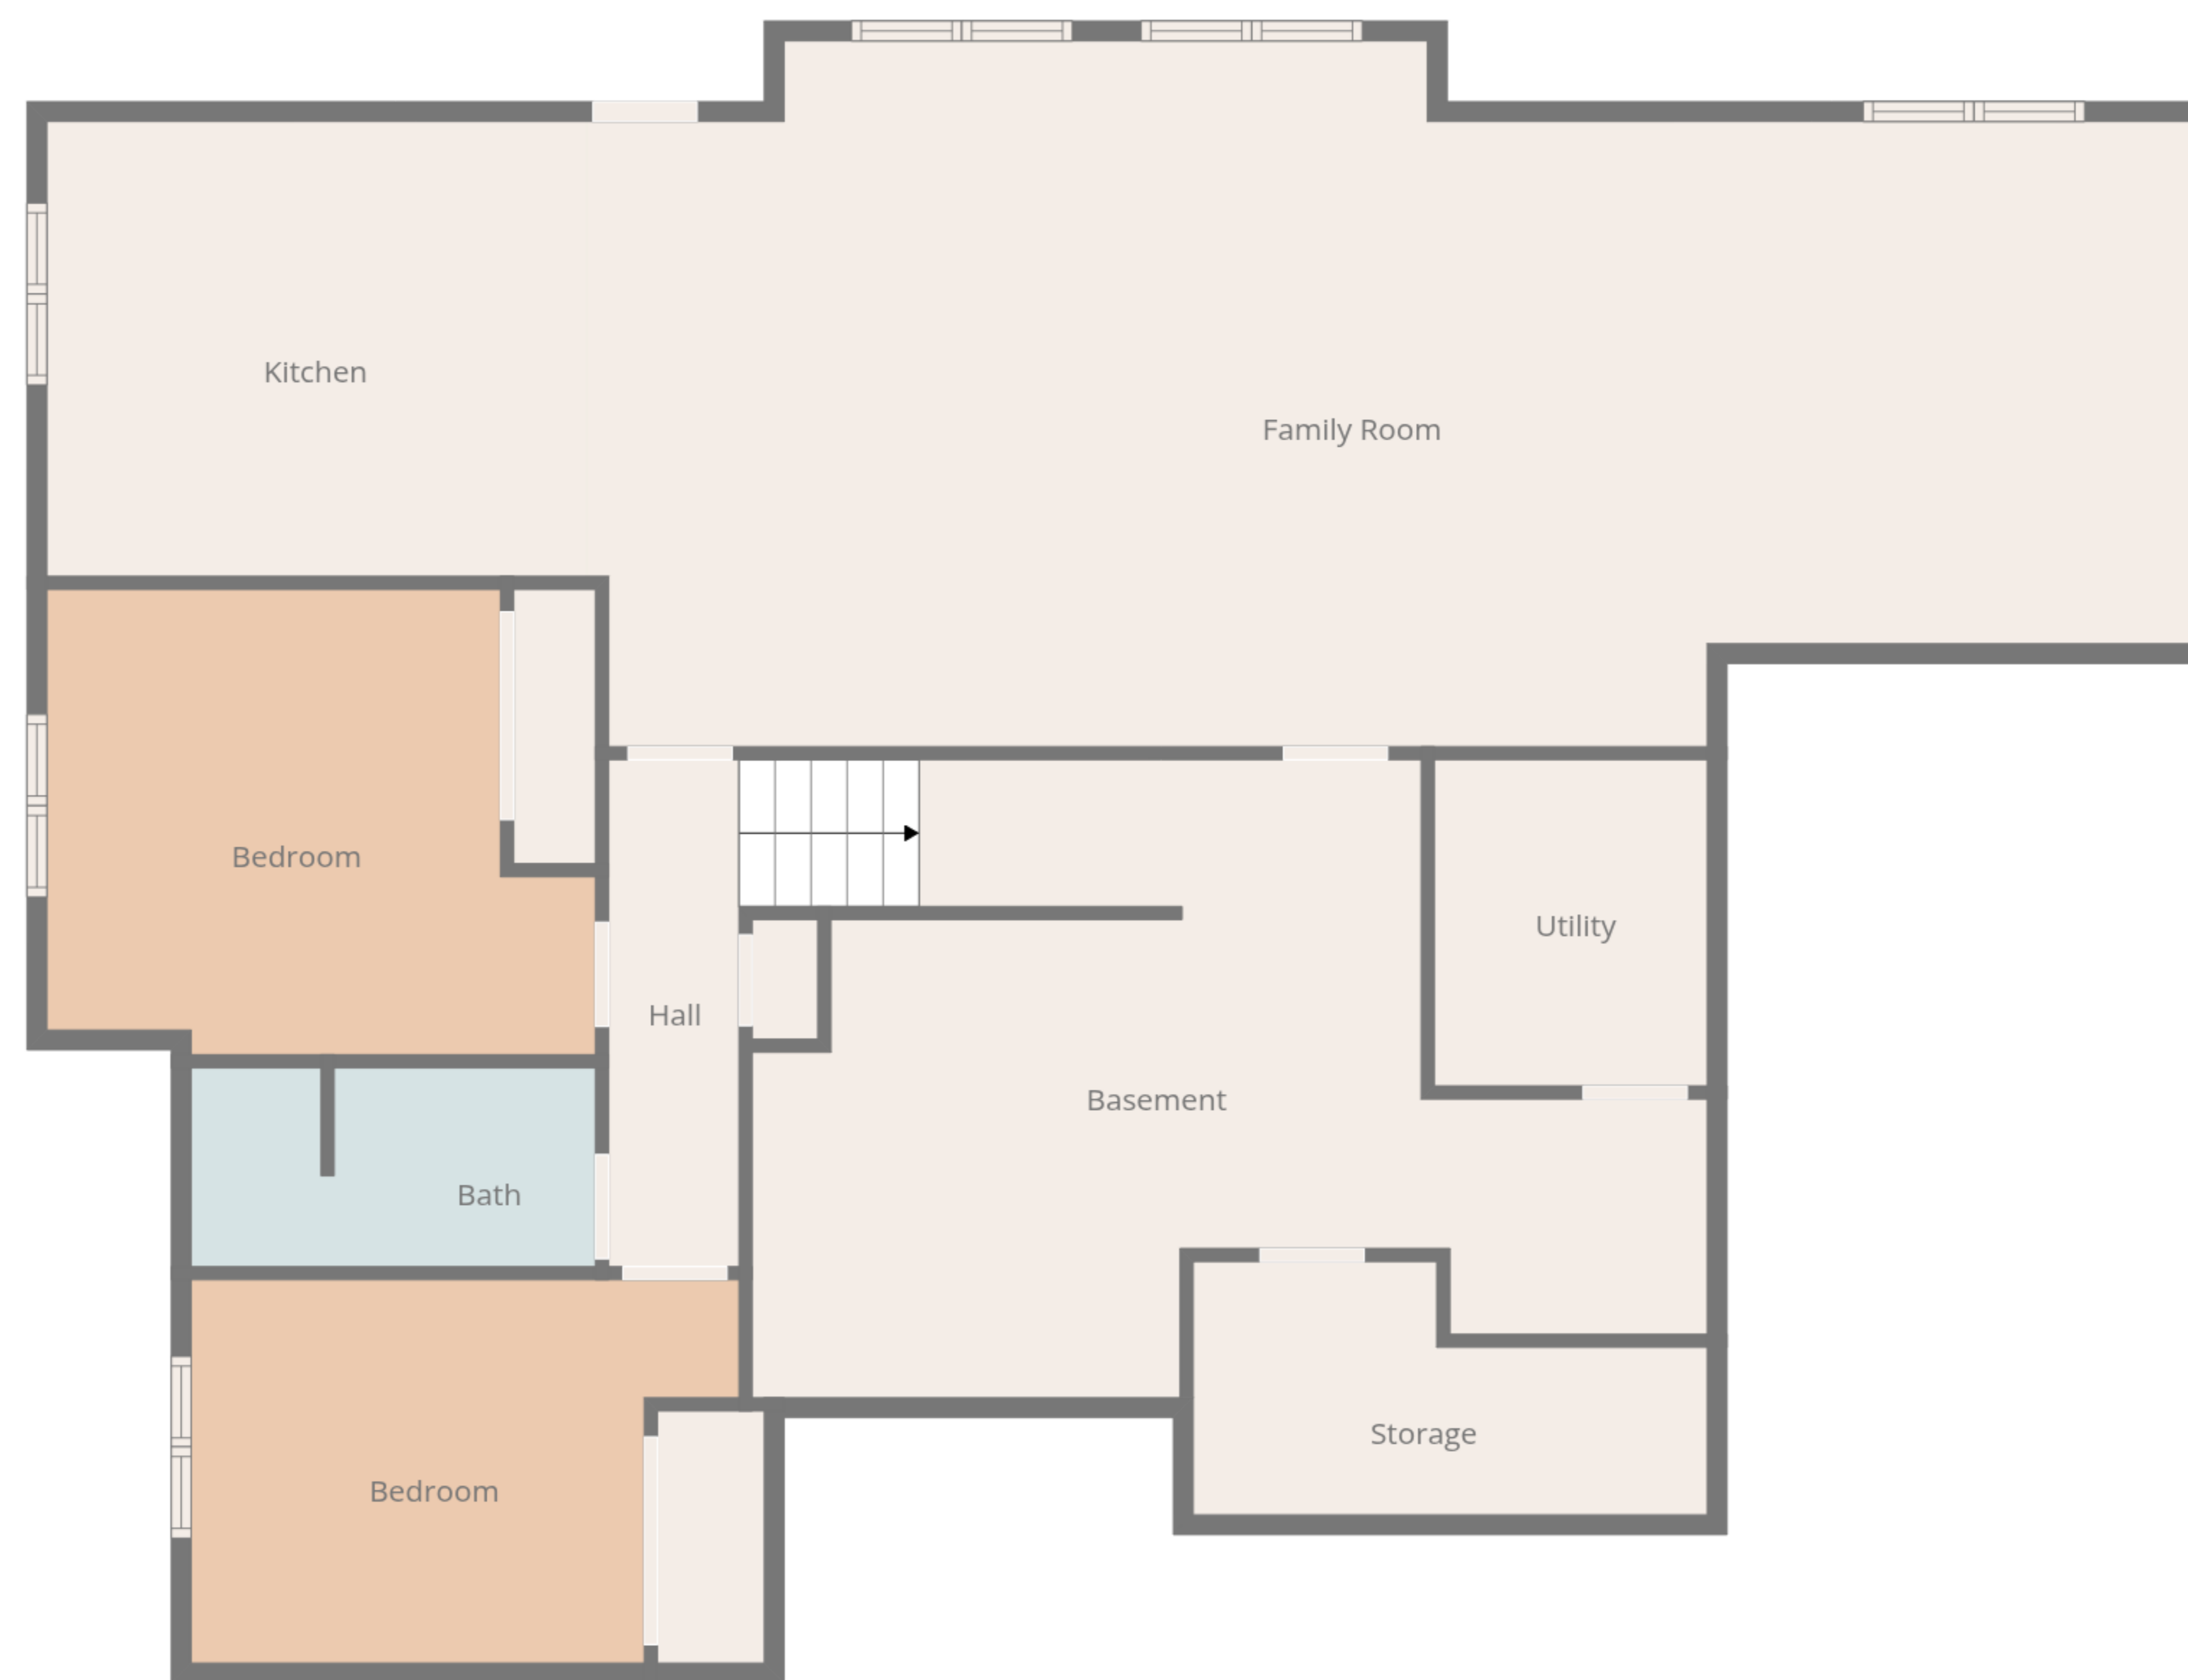 Kitchen
Family Room
Bedroom
Utility
Hall
Basement
Bath
Storage
Bedroom